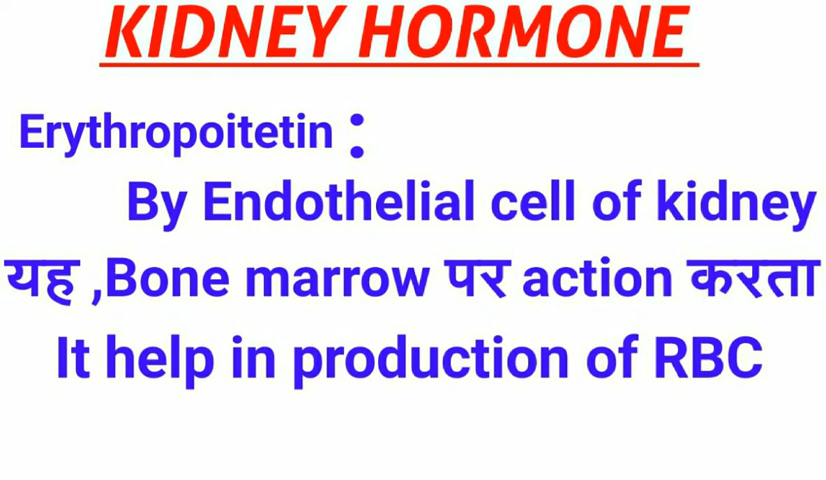 KIDNEY HORMONE
Erythropoitetin :
By Endothelial cell of kidney
यह ,Bone marrow पर action करता
It help in production of RBC